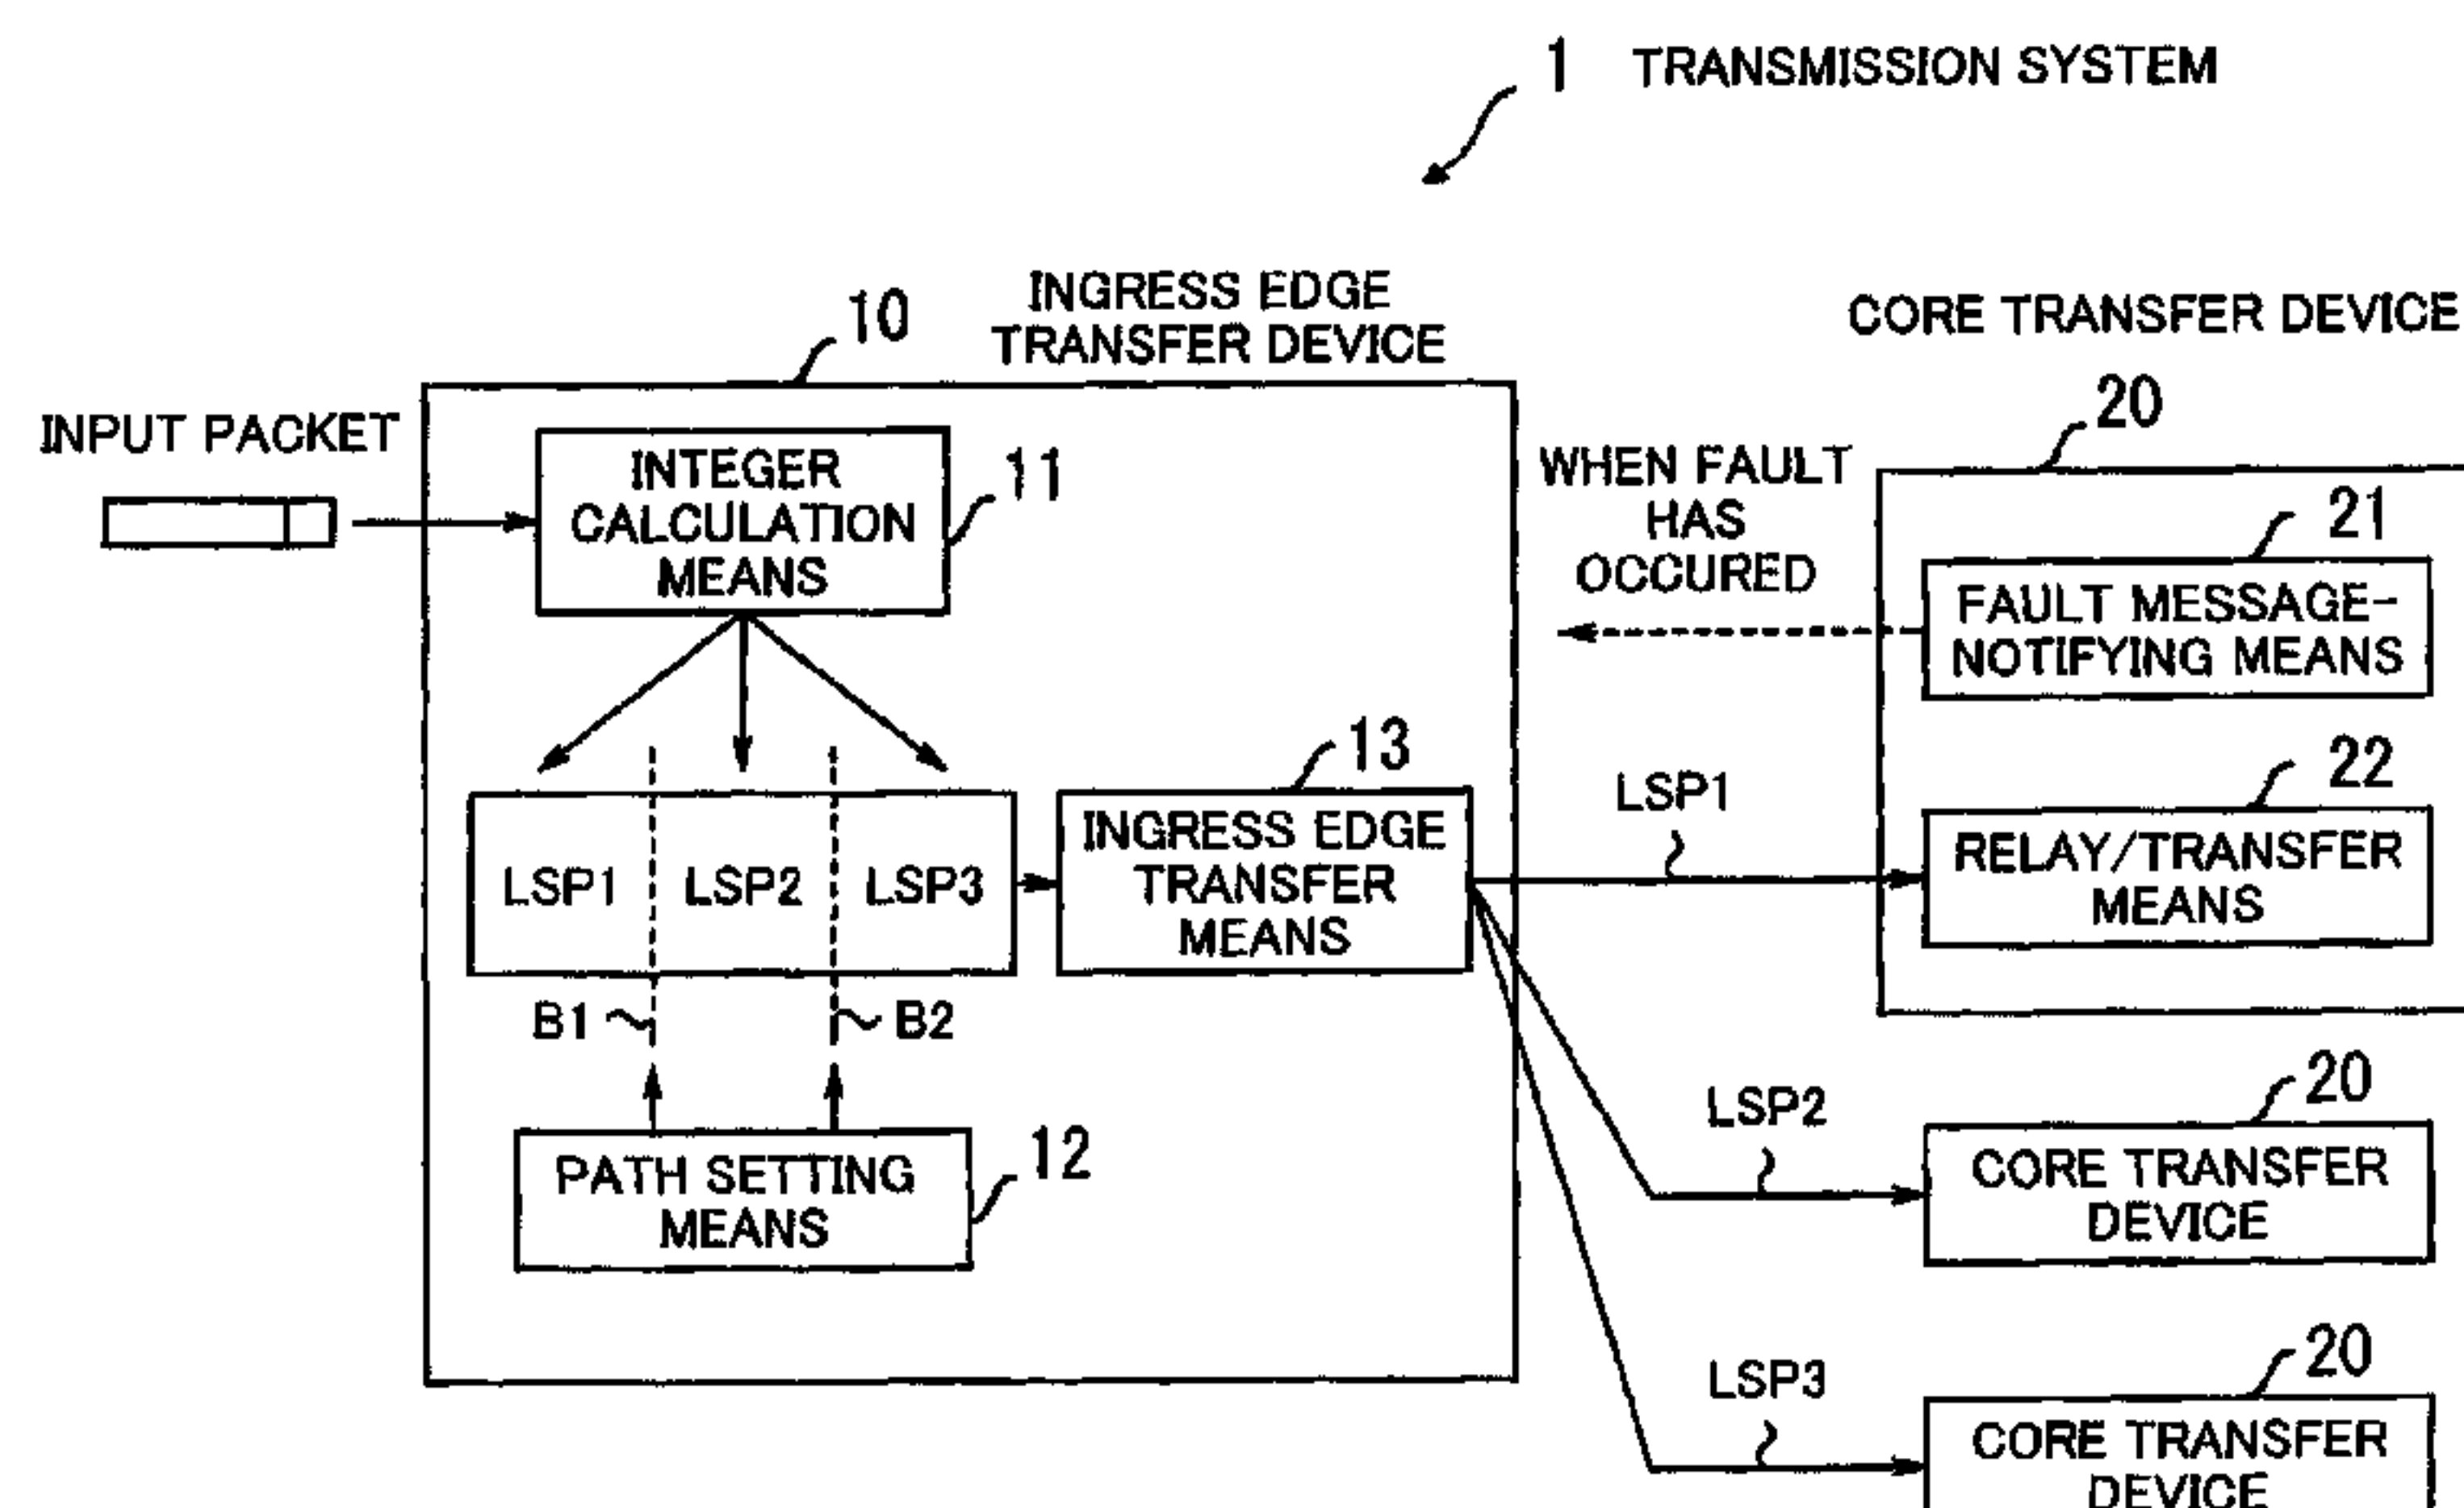 1 TRANSMISSION SYSTEM
INGRESS EDGE
TRANSFER DEVICE
10
CORE TRANSFER DEVICE
20
INPUT PACKET
INTEGER
CALCULATION
MEANS
11
WHEN FAULT
HAS
OCCURED
21
FAULT MESSAGE-
NOTIFYING MEANS
13
LSP1
22
LSP1
LSP2
LSP3
INGRESS EDGE
TRANSFER
MEANS
RELAY/TRANSFER
MEANS
B1
B2
LSP2
20
PATH SETTING
MEANS
12
CORE TRANSFER
DEVICE
LSP3
20
CORE TRANSFER
DEVICE